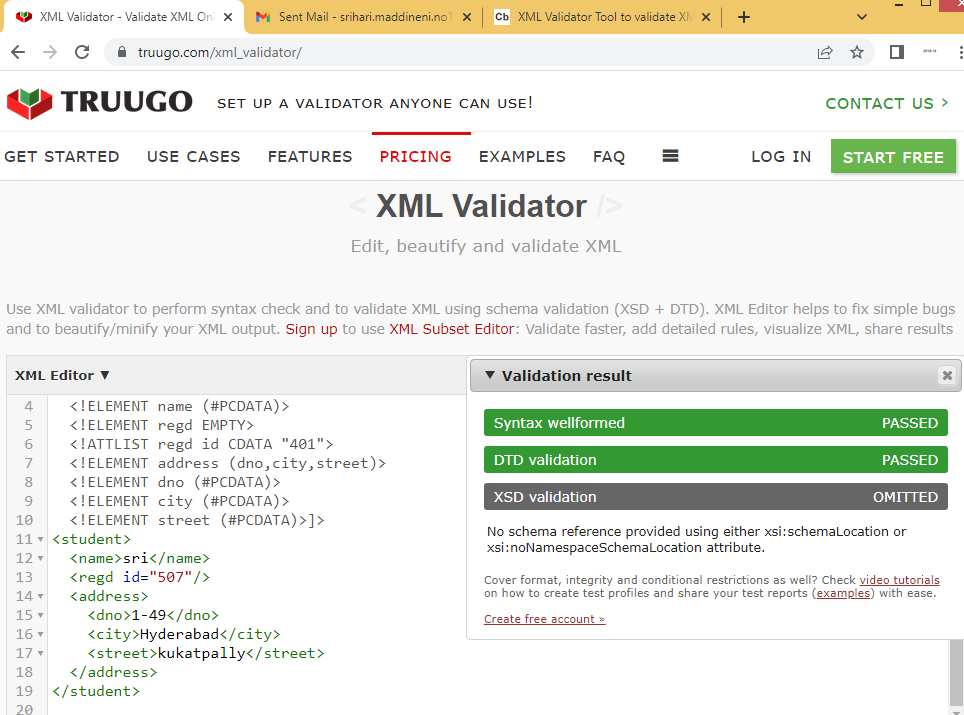 XML Validator - Validate XML Onl
Sent Mail - srihari.maddineni.no1
Cb XML Validator Tool to validate XM
truugo.com/xml_validator/
TRUUGO SET UP A VALIDATOR ANYONE CAN USE! CONTACT US >
GET STARTED USE CASES FEATURES PRICING EXAMPLES FAQ LOG IN START FREE
< XML Validator />
Edit, beautify and validate XML
Use XML validator to perform syntax check and to validate XML using schema validation (XSD + DTD). XML Editor helps to fix simple bugs
and to beautify/minify your XML output. Sign up to use XML Subset Editor: Validate faster, add detailed rules, visualize XML, share results
XML Editor ▼
4 <!ELEMENT name (#PCDATA)>
5 <!ELEMENT regd EMPTY>
6 <!ATTLIST regd id CDATA "401">
7 <!ELEMENT address (dno,city,street)>
8 <!ELEMENT dno (#PCDATA)>
9 <!ELEMENT city (#PCDATA)>
10 <!ELEMENT street (#PCDATA)>]>
11 <student>
12 <name>sri</name>
13 <regd id="507"/>
14 <address>
15 <dno>1-49</dno>
16 <city>Hyderabad</city>
17 <street>kukatpally</street>
18 </address>
19 </student>
20
▼ Validation result
Syntax wellformed PASSED
DTD validation PASSED
XSD validation OMITTED
No schema reference provided using either xsi:schemaLocation or
xsi:noNamespaceSchemaLocation attribute.
Cover format, integrity and conditional restrictions as well? Check video tutorials
on how to create test profiles and share your test reports (examples) with ease.
Create free account »